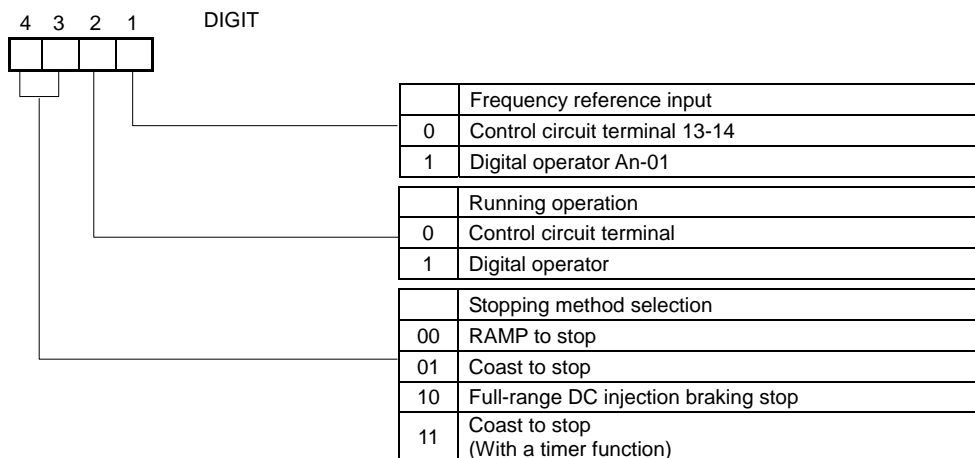 4 3 2 1 DIGIT
Frequency reference input
0 Control circuit terminal 13-14
1 Digital operator An-01
Running operation
0 Control circuit terminal
1 Digital operator
Stopping method selection
00 RAMP to stop
01 Coast to stop
10 Full-range DC injection braking stop
11 Coast to stop
(With a timer function)